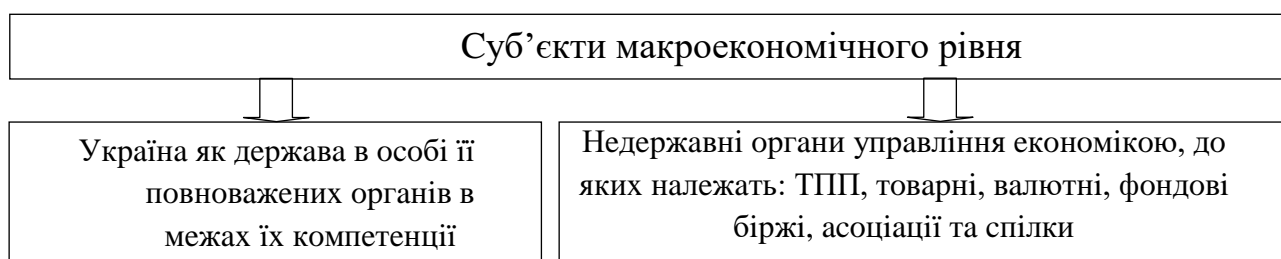 Суб’єкти макроекономічного рівня
Україна як держава в особі її
повноважених органів в
межах їх компетенції
Недержавні органи управління економікою, до
яких належать: ТПП, товарні, валютні, фондові
біржі, асоціації та спілки